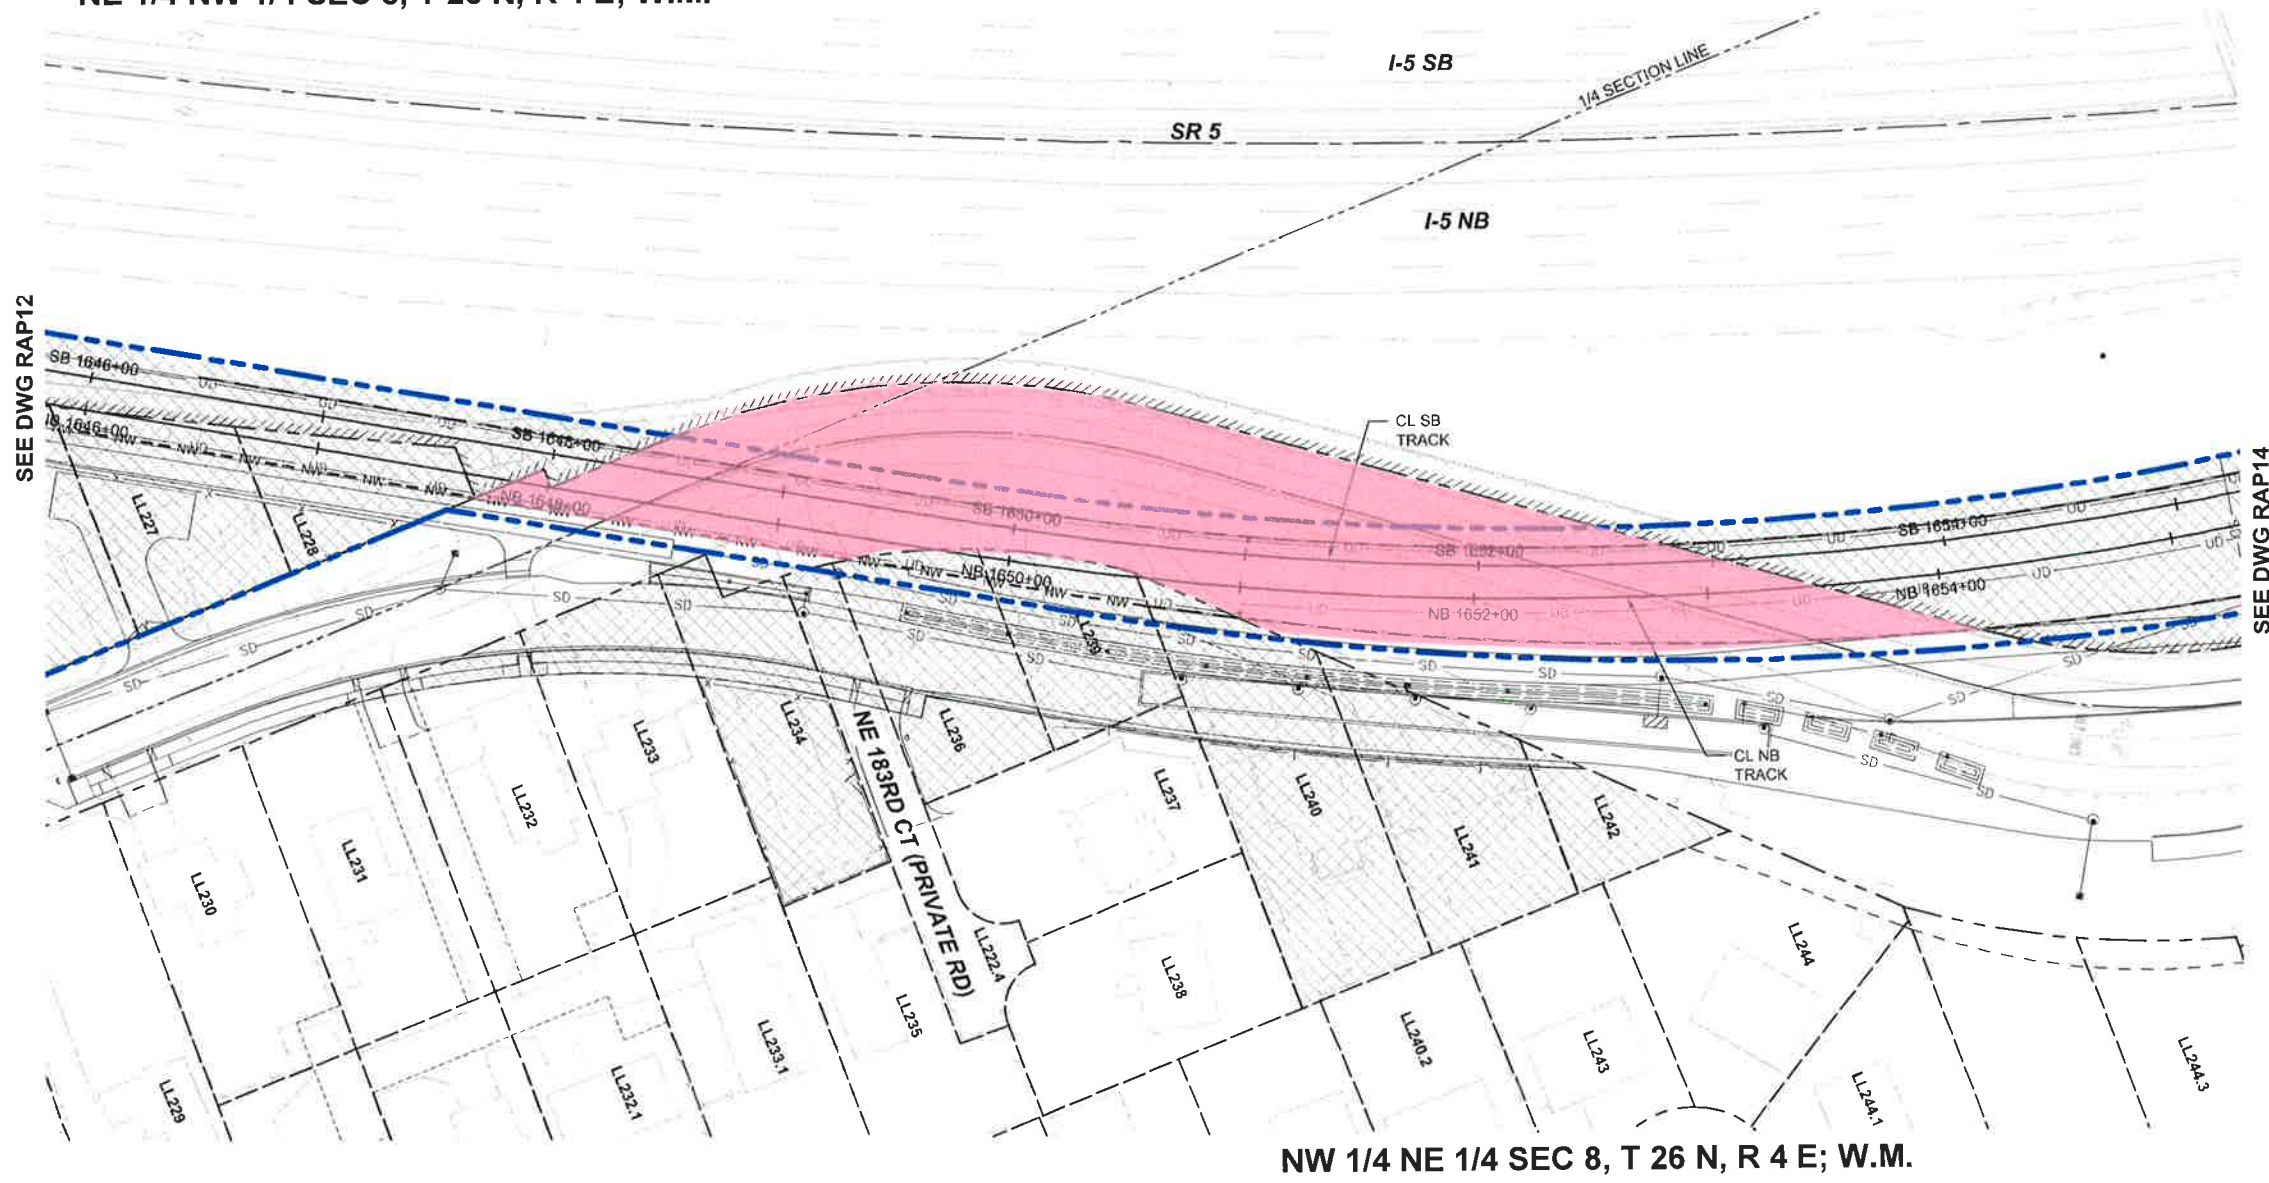 I-5 SB
1/4 SECTION LINE
SR 5
I-5 NB
SEE DWG RAP12
SEE DWG RAP14
SB 1646+00
SB 1648+00
NB 1648+00
SB 1650+00
NB 1650+00
SB 1652+00
NB 1652+00
SB 1654+00
NB 1654+00
CL SB
TRACK
CL NB
TRACK
LL227
LL228
LL233
LL234
LL236
LL232
LL231
LL230
LL229
LL232.1
LL233.1
LL235
NE 183RD CT (PRIVATE RD)
LL222.4
LL237
LL238
LL240
LL241
LL242
LL240.2
LL243
LL244
LL244.1
LL244.3
NW 1/4 NE 1/4 SEC 8, T 26 N, R 4 E; W.M.